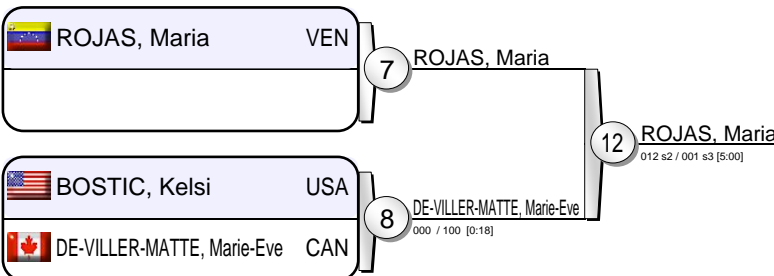 ROJAS, Maria VEN
7
ROJAS, Maria
12
ROJAS, Maria
012 s2 / 001 s3 [5:00]
BOSTIC, Kelsi USA
DE-VILLER-MATTE, Marie-Eve CAN
8
DE-VILLER-MATTE, Marie-Eve
000 / 100 [0:18]